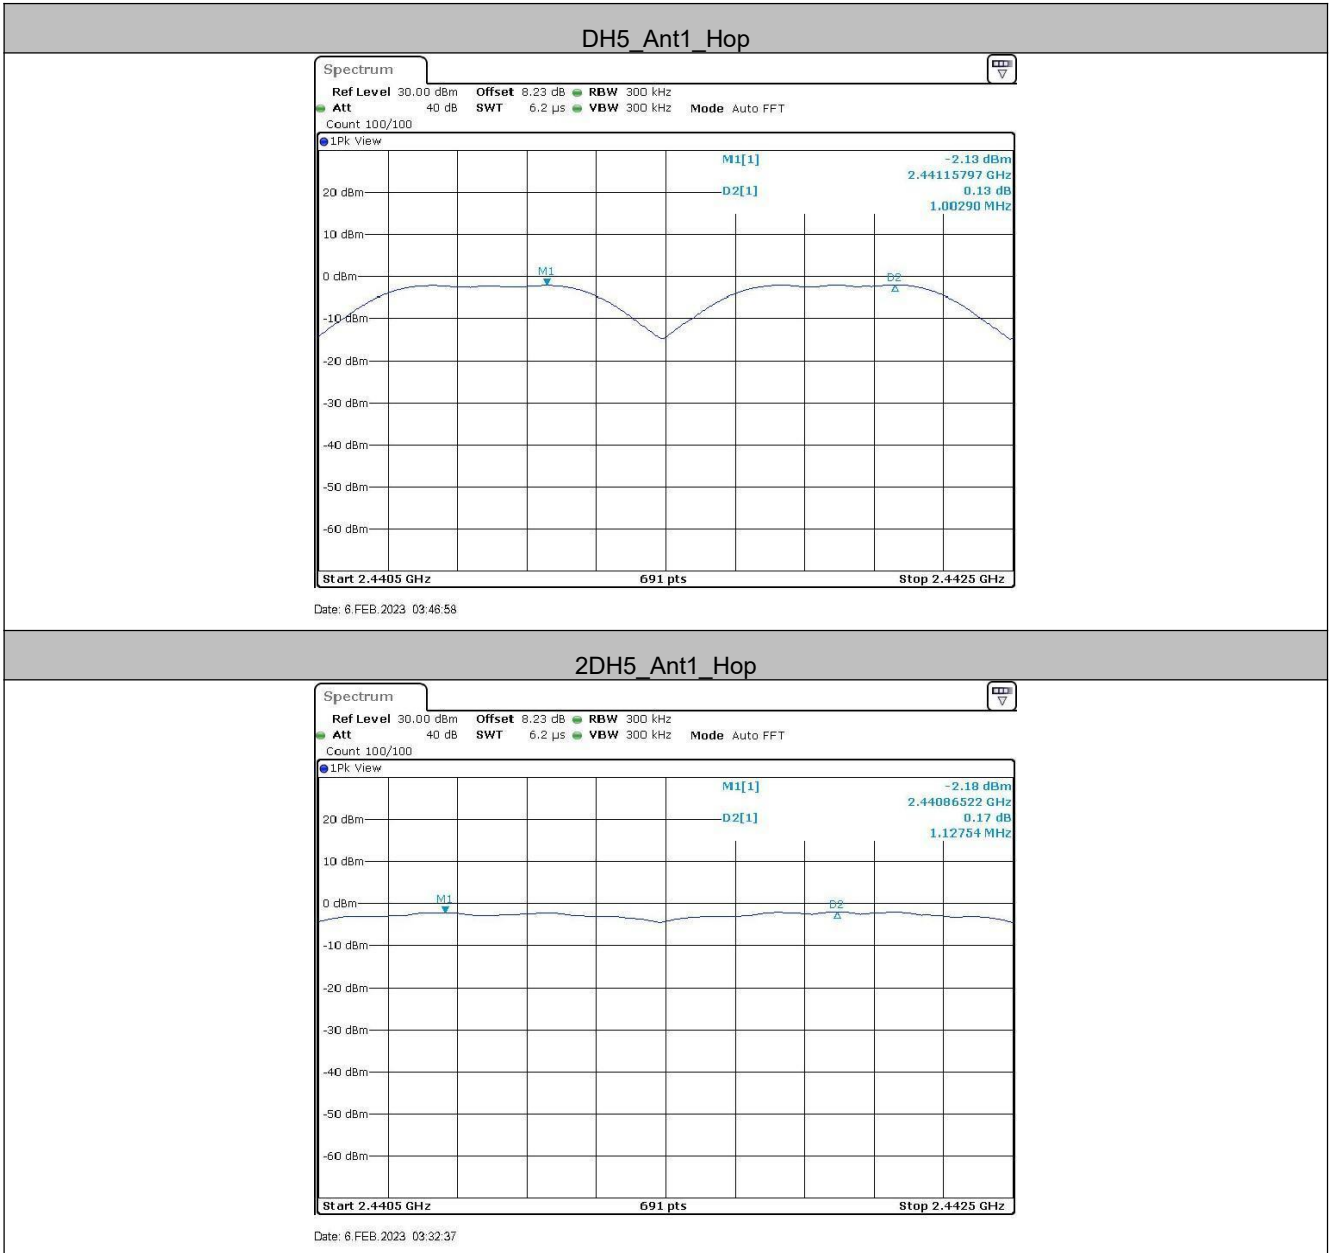 DH5_Ant1_Hop
Spectrum
Ref Level 30.00 dBm Offset 8.23 dB RBW 300 kHz
Att 40 dB SWT 6.2 µs VBW 300 kHz Mode Auto FFT
Count 100/100
1Pk View
M1[1] -2.13 dBm
2.44115797 GHz
20 dBm D2[1] 0.13 dB
1.00290 MHz
10 dBm
M1
0 dBm D2
-10 dBm
-20 dBm
-30 dBm
-40 dBm
-50 dBm
-60 dBm
Start 2.4405 GHz 691 pts Stop 2.4425 GHz
Date: 6.FEB.2023 03:46:58
2DH5_Ant1_Hop
Spectrum
Ref Level 30.00 dBm Offset 8.23 dB RBW 300 kHz
Att 40 dB SWT 6.2 µs VBW 300 kHz Mode Auto FFT
Count 100/100
1Pk View
M1[1] -2.18 dBm
2.44086522 GHz
20 dBm D2[1] 0.17 dB
1.12754 MHz
10 dBm
M1
0 dBm D2
-10 dBm
-20 dBm
-30 dBm
-40 dBm
-50 dBm
-60 dBm
Start 2.4405 GHz 691 pts Stop 2.4425 GHz
Date: 6.FEB.2023 03:32:37